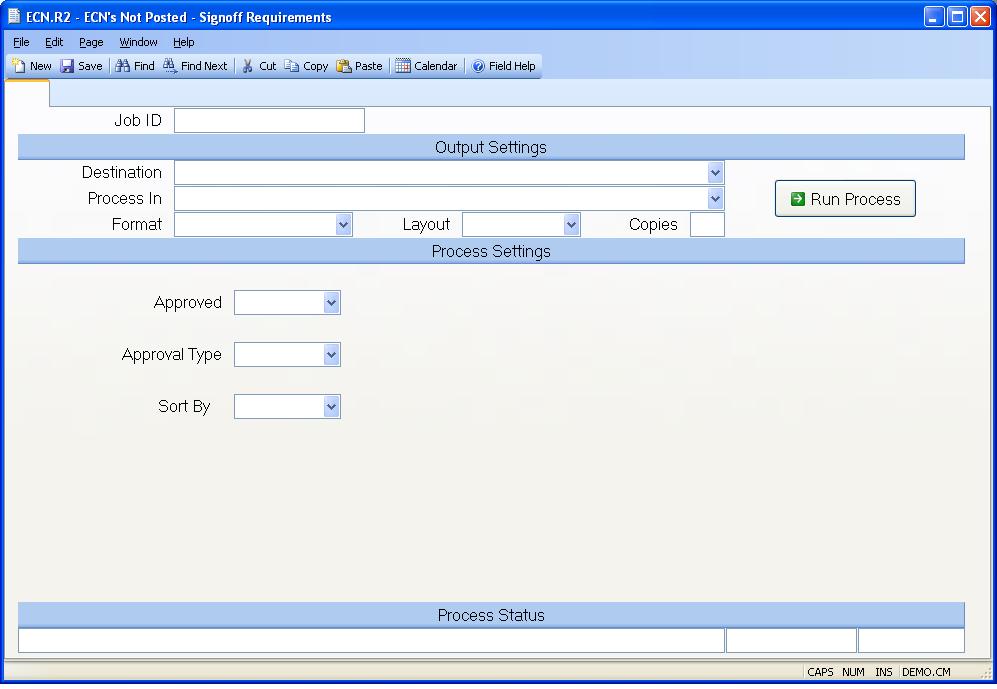 ECN.R2 - ECN's Not Posted - Signoff Requirements
File Edit Page Window Help
New Save Find Find Next Cut Copy Paste Calendar Field Help
Job ID
Output Settings
Destination
Process In
Run Process
Format Layout Copies
Process Settings
Approved
Approval Type
Sort By
Process Status
CAPS NUM INS DEMO.CM